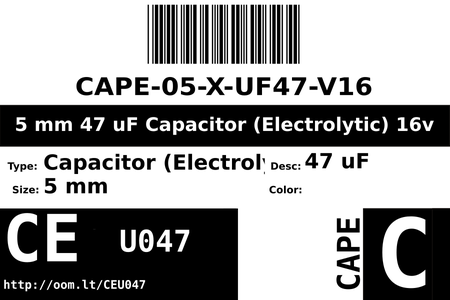 CAPE-05-X-UF47-V16
5 mm 47 uF Capacitor (Electrolytic) 16v
Type: Capacitor (Electrol Desc: 47 uF
Size: 5 mm Color:
CE U047
CAPE C
http://oom.lt/CEU047